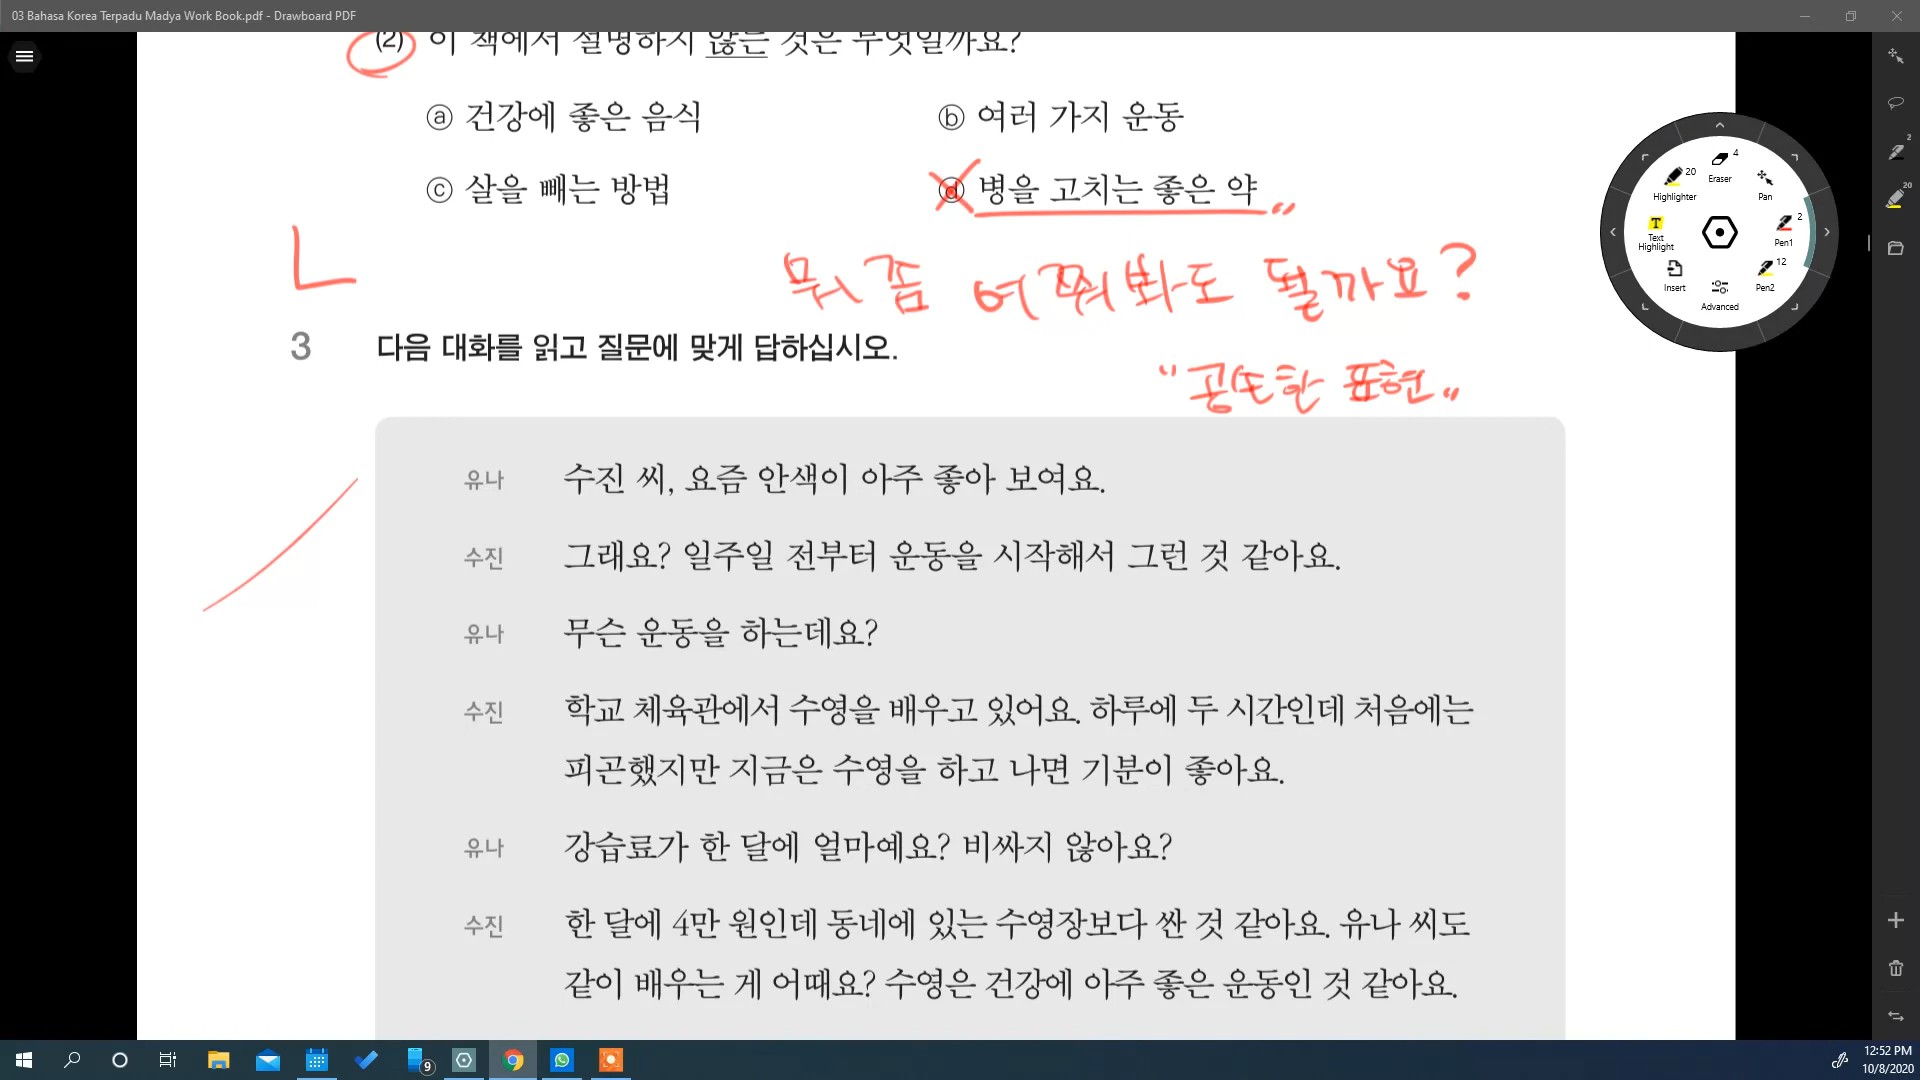 03 Bahasa Korea Terpadu Madya Work Book.pdf - Drawboard PDF
(2) 이 책에서 설명하지 않는 것은 무엇일까요?
ⓐ 건강에 좋은 음식
ⓑ 여러 가지 운동
ⓒ 살을 빼는 방법
ⓓ 병을 고치는 좋은 약
뭐 좀 여쭤봐도 될까요?
3 다음 대화를 읽고 질문에 맞게 답하십시오.
"공손한 표현"
유나 수진 씨, 요즘 안색이 아주 좋아 보여요.
수진 그래요? 일주일 전부터 운동을 시작해서 그런 것 같아요.
유나 무슨 운동을 하는데요?
수진 학교 체육관에서 수영을 배우고 있어요. 하루에 두 시간인데 처음에는
피곤했지만 지금은 수영을 하고 나면 기분이 좋아요.
유나 강습료가 한 달에 얼마예요? 비싸지 않아요?
수진 한 달에 4만 원인데 동네에 있는 수영장보다 싼 것 같아요. 유나 씨도
같이 배우는 게 어때요? 수영은 건강에 아주 좋은 운동인 것 같아요.
4
Eraser
20
Highlighter
Pan
T
Text
Highlight
2
Pen1
Insert
12
Pen2
Advanced
2
20
9
12:52 PM
10/8/2020